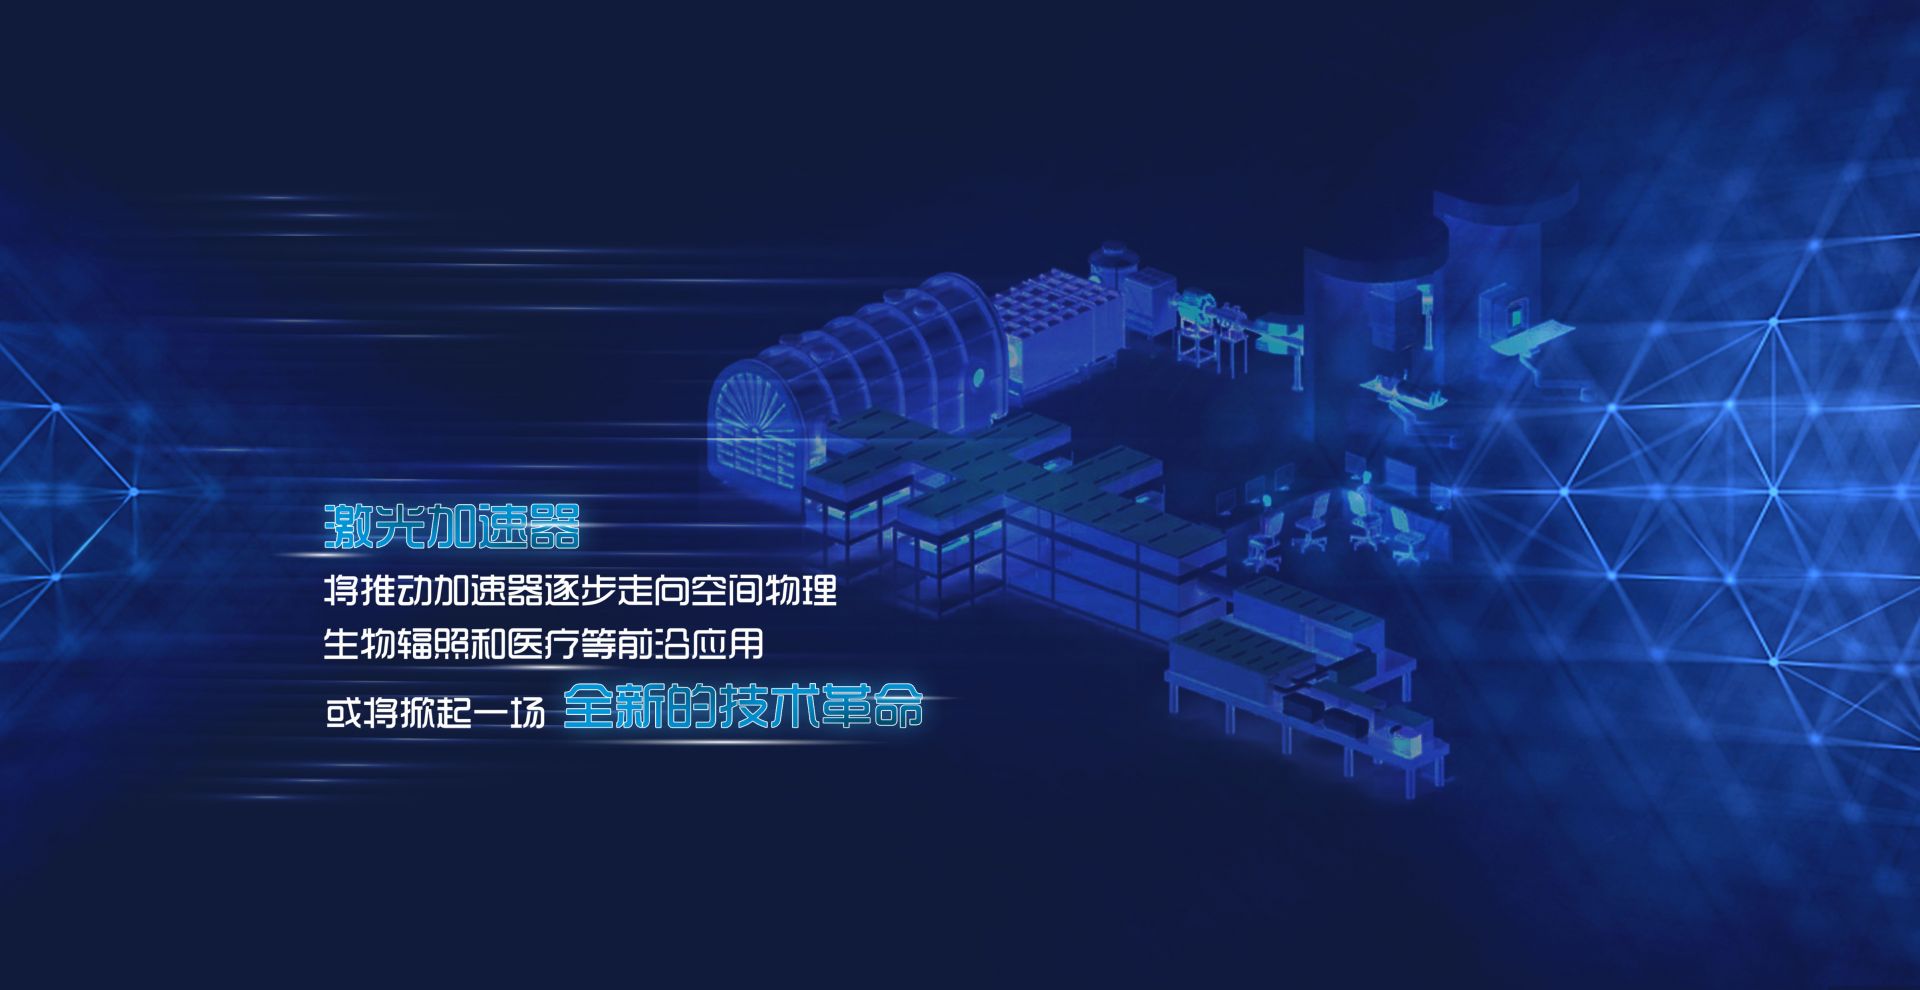 激光加速器
将推动加速器逐步走向空间物理
生物辐照和医疗等前沿应用
或将掀起一场 全新的技术革命